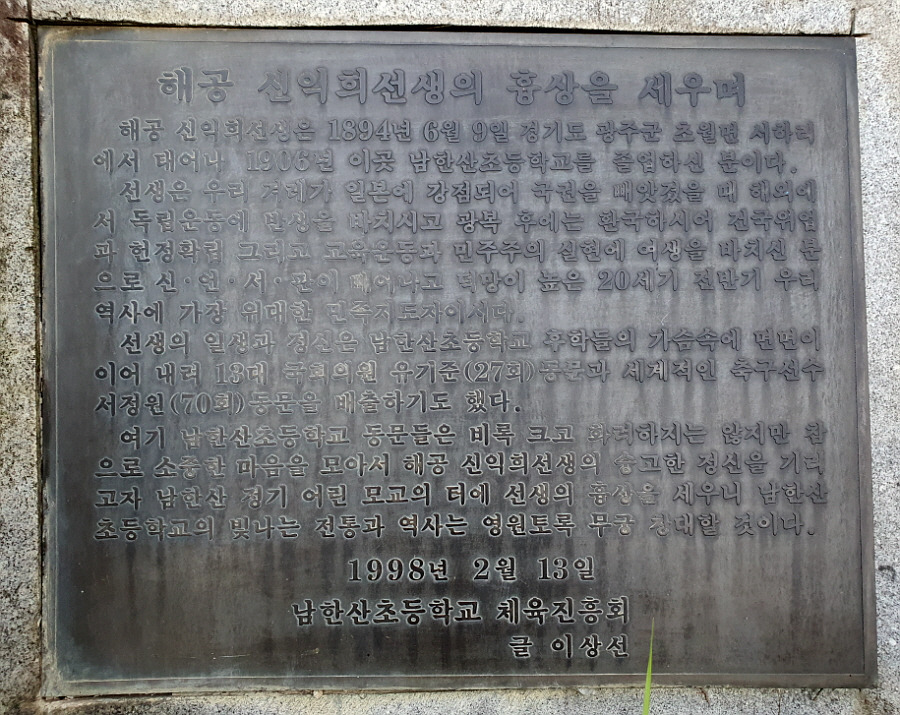 해공 신익희선생의 흉상을 세우며
해공 신익희선생은 1894년 6월 9일 경기도 광주군 초월면 서하리
에서 태어나 1906년 이곳 남한산초등학교를 졸업하신 분이다.
선생은 우리 겨레가 일본에 강점되어 국권을 빼앗겼을 때 해외에
서 독립운동에 반생을 바치시고 광복 후에는 환국하시어 건국위업
과 헌정확립 그리고 교육운동과 민주주의 실현에 여생을 바치신 분
으로 신·언·서·판이 빼어나고 덕망이 높은 20세기 전반기 우리
역사에 가장 위대한 민족지도자이시다.
선생의 일생과 정신은 남한산초등학교 후학들의 가슴속에 면면이
이어 내려 13대 국회의원 유기준(27회)동문과 세계적인 축구선수
서정원(70회)동문을 배출하기도 했다.
여기 남한산초등학교 동문들은 비록 크고 화려하지는 않지만 참
으로 소중한 마음을 모아서 해공 신익희선생의 숭고한 정신을 기리
고자 남한산 정기 어린 모교의 터에 선생의 흉상을 세우니 남한산
초등학교의 빛나는 전통과 역사는 영원토록 무궁 창대할 것이다.
1998년 2월 13일
남한산초등학교 체육진흥회
글 이상선